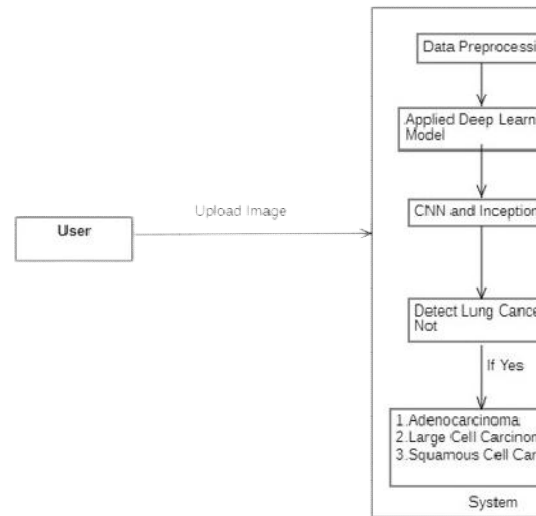 Data Preprocessi
Applied Deep Learn
Model
Upload Image
User
CNN and Inception
Detect Lung Cance
Not
If Yes
1.Adenocarcinoma
2.Large Cell Carcinom
3.Squamous Cell Car
System